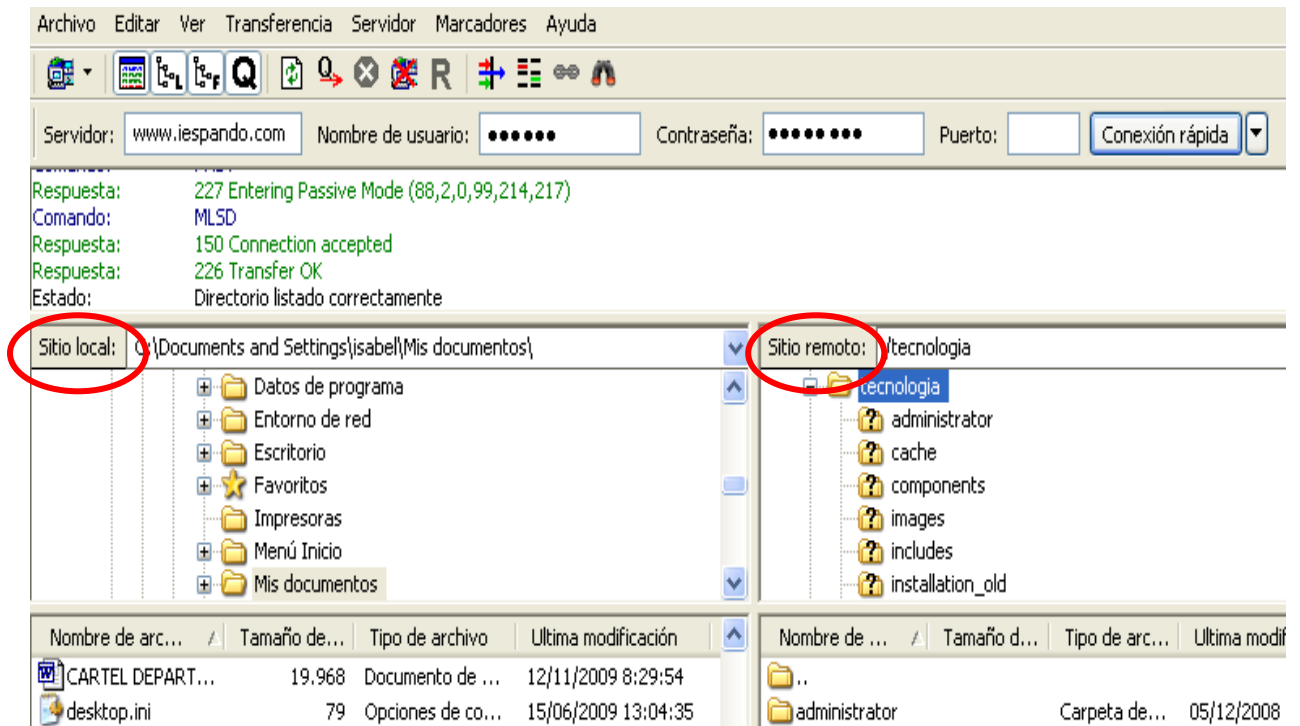 Archivo Editar Ver Transferencia Servidor Marcadores Ayuda
Servidor: www.iespando.com Nombre de usuario: ●●●●●● Contraseña: ●●●●●●●● Puerto: Conexión rápida
Respuesta: 227 Entering Passive Mode (88,2,0,99,214,217)
Comando: MLSD
Respuesta: 150 Connection accepted
Respuesta: 226 Transfer OK
Estado: Directorio listado correctamente
Sitio local: C:\Documents and Settings\isabel\Mis documentos\
Datos de programa
Entorno de red
Escritorio
Favoritos
Impresoras
Menú Inicio
Mis documentos
Sitio remoto: /tecnologia
tecnologia
administrator
cache
components
images
includes
installation_old
Nombre de arc... Tamaño de... Tipo de archivo Ultima modificación
CARTEL DEPART... 19.968 Documento de ... 12/11/2009 8:29:54
desktop.ini 79 Opciones de co... 15/06/2009 13:04:35
Nombre de ... Tamaño d... Tipo de arc... Ultima modif
..
administrator Carpeta de... 05/12/2008